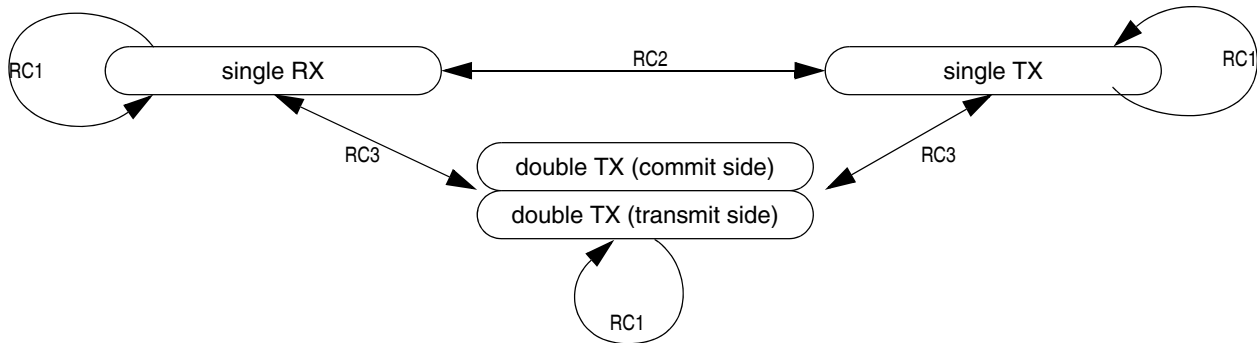 RC1
single RX
RC2
single TX
RC1
RC3
double TX (commit side)
RC3
double TX (transmit side)
RC1